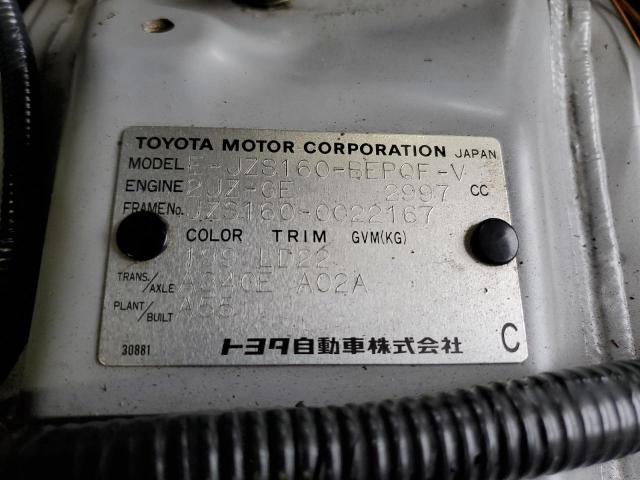 TOYOTA MOTOR CORPORATION JAPAN
MODEL E-JZS160-BEPQF-V
ENGINE 2JZ-GE 2997 CC
FRAME No. JZS160-0022167
COLOR TRIM GVM(KG)
LD22
TRANS./AXLE A340E A02A
PLANT/BUILT
30881 トヨタ自動車株式会社 C